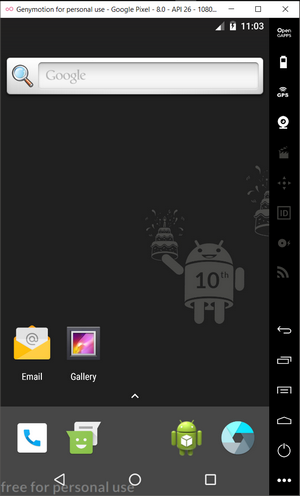 Genymotion for personal use - Google Pixel - 8.0 - API 26 - 1080...
11:03
Open
GAPPS
Google
GPS
ID
10th
@
Email
Gallery
free for personal use